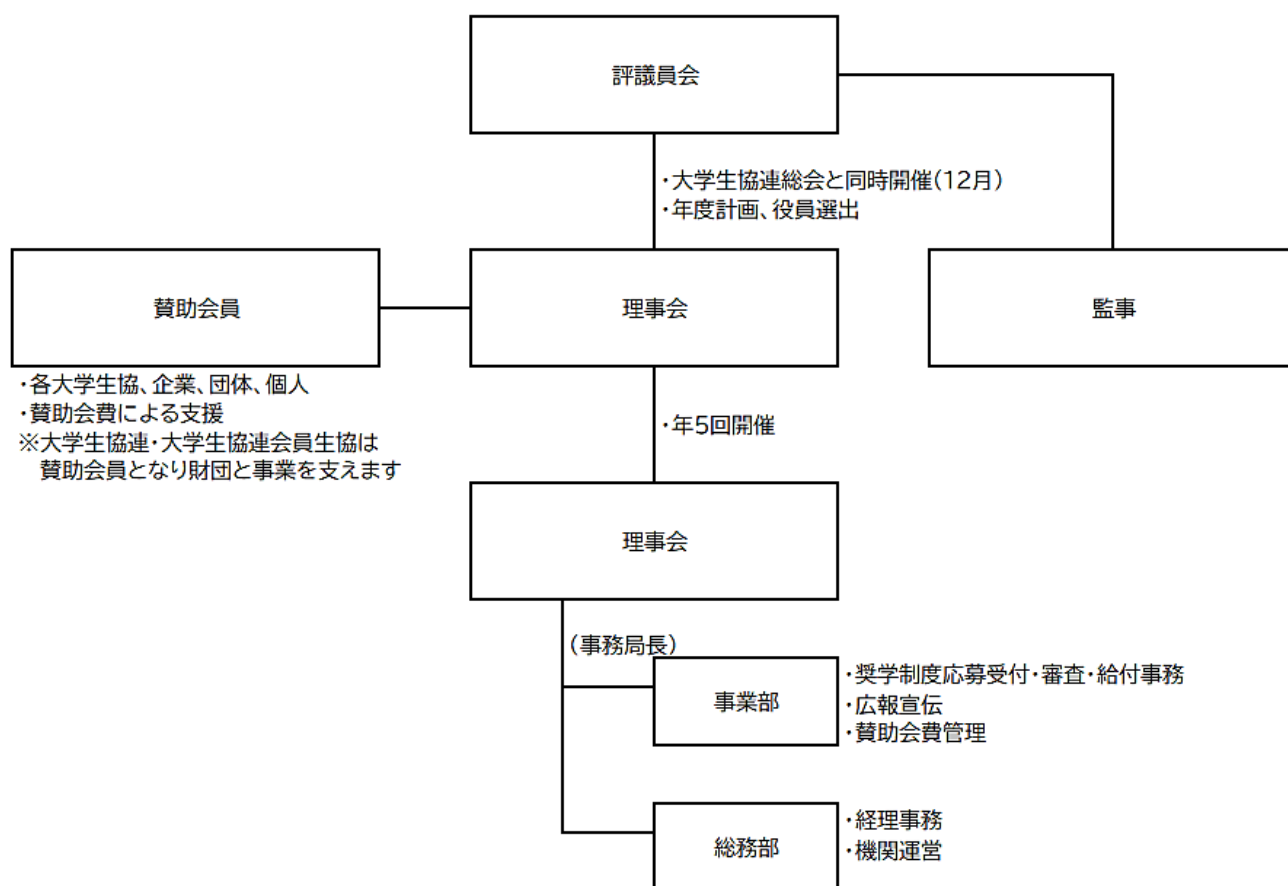 評議員会
・大学生協連総会と同時開催(12月)
・年度計画、役員選出
賛助会員
理事会
監事
・各大学生協、企業、団体、個人
・賛助会費による支援
※大学生協連・大学生協連会員生協は
賛助会員となり財団と事業を支えます
・年5回開催
理事会
(事務局長)
事業部
・奨学制度応募受付・審査・給付事務
・広報宣伝
・賛助会費管理
総務部
・経理事務
・機関運営